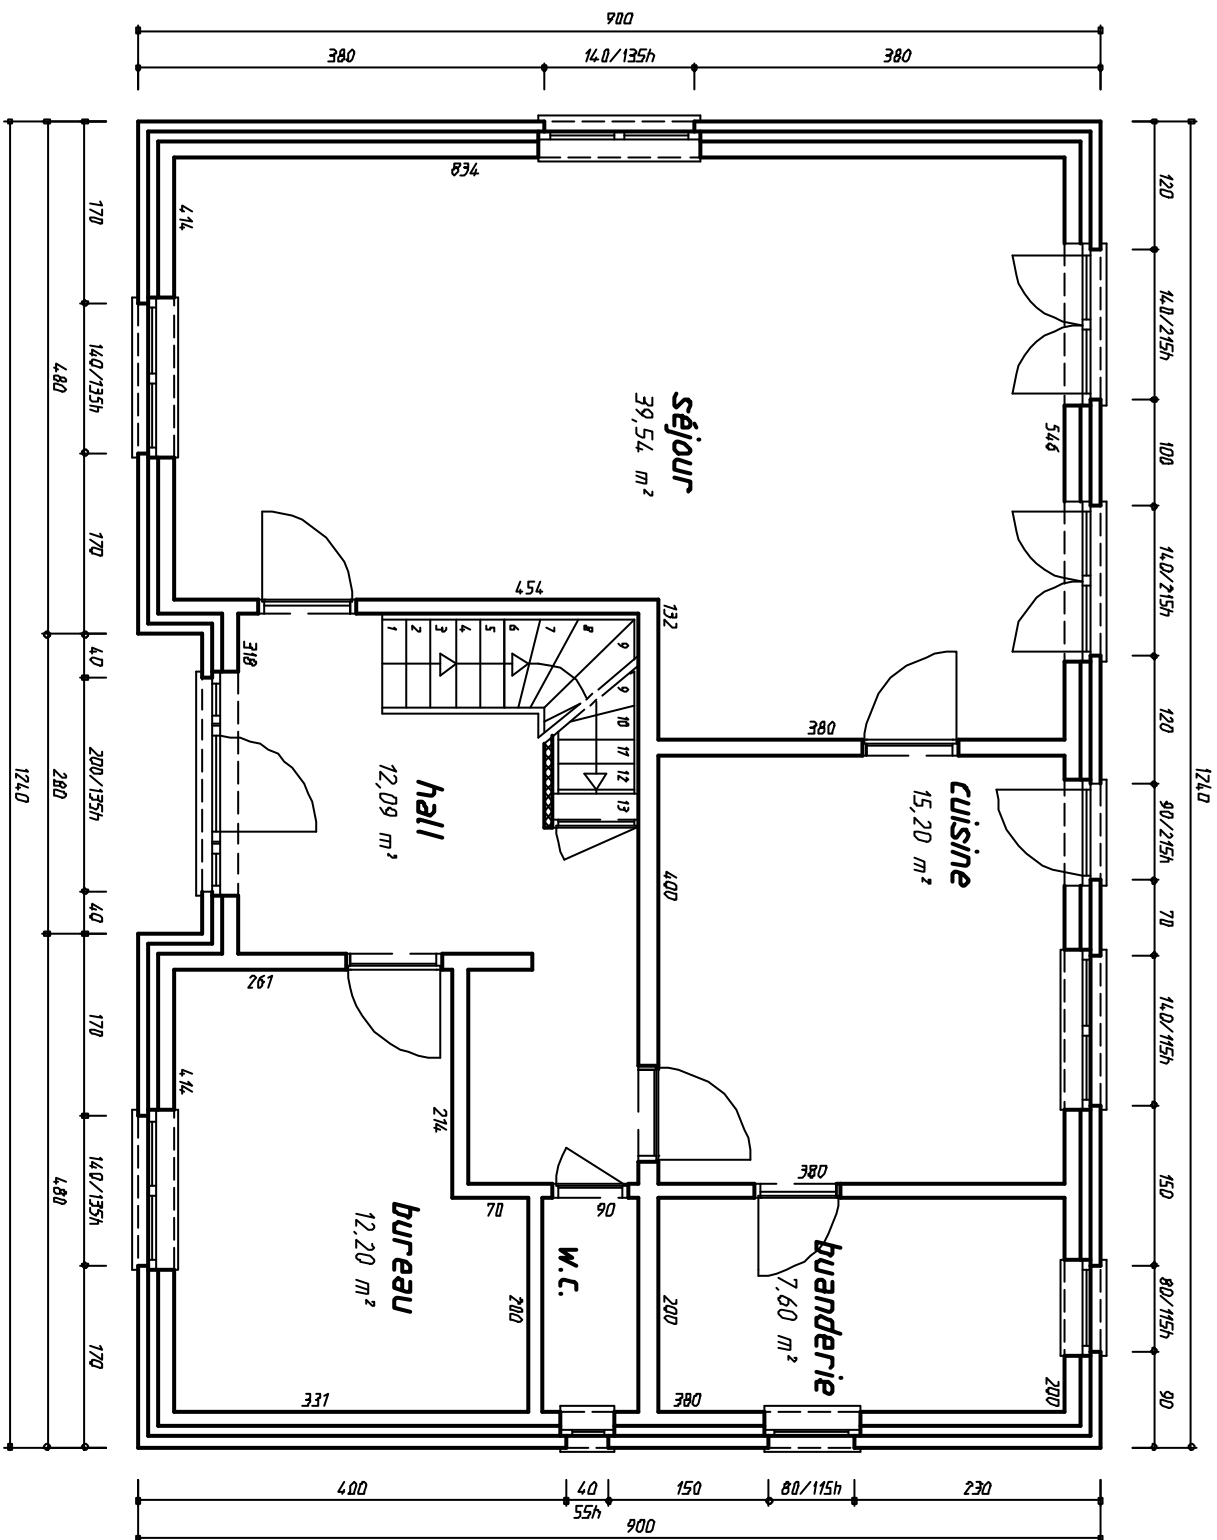 900
380
140/135h
380
834
414
séjour
39,54 m²
546
454
132
318
1
2
3
4
5
6
7
8
9
9
10
11
12
13
380
hall
12,09 m²
cuisine
15,20 m²
400
261
414
214
380
70
90
bureau
12,20 m²
w.c.
buanderie
7,60 m²
200
200
200
331
380
170
140/135h
170
40
200/135h
40
170
140/135h
170
480
280
480
1240
120
140/215h
100
140/215h
120
90/215h
70
140/115h
150
80/115h
90
1240
400
40
55h
150
80/115h
230
900